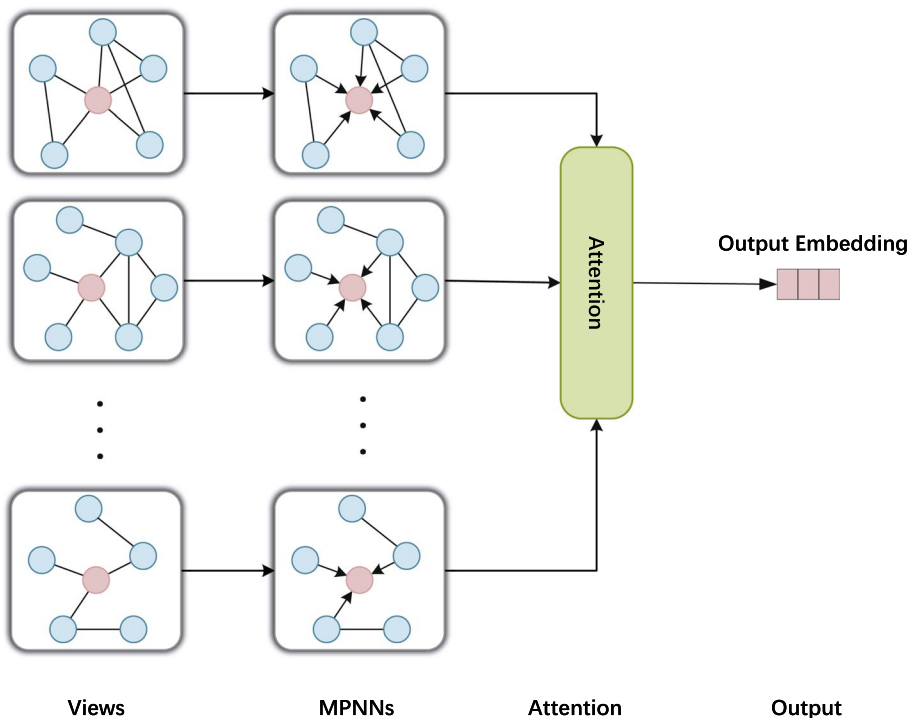 Attention
Output Embedding
Views
MPNNs
Attention
Output